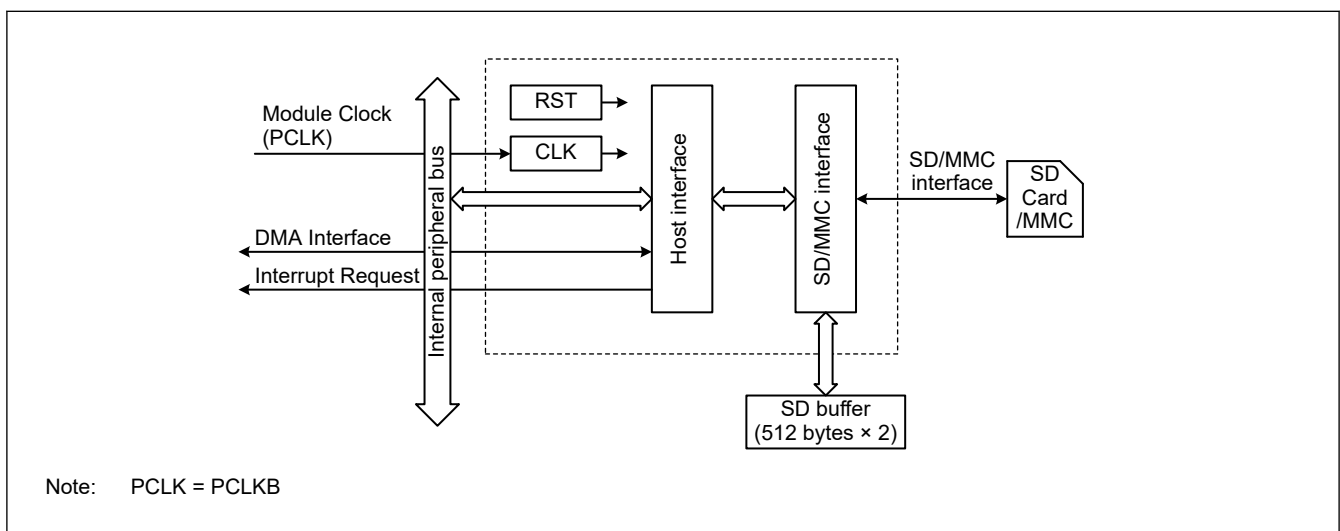 RST
Module Clock
(PCLK)
CLK
Internal peripheral bus
Host interface
SD/MMC interface
SD/MMC
interface
SD
Card
/MMC
DMA Interface
Interrupt Request
SD buffer
(512 bytes × 2)
Note: PCLK = PCLKB